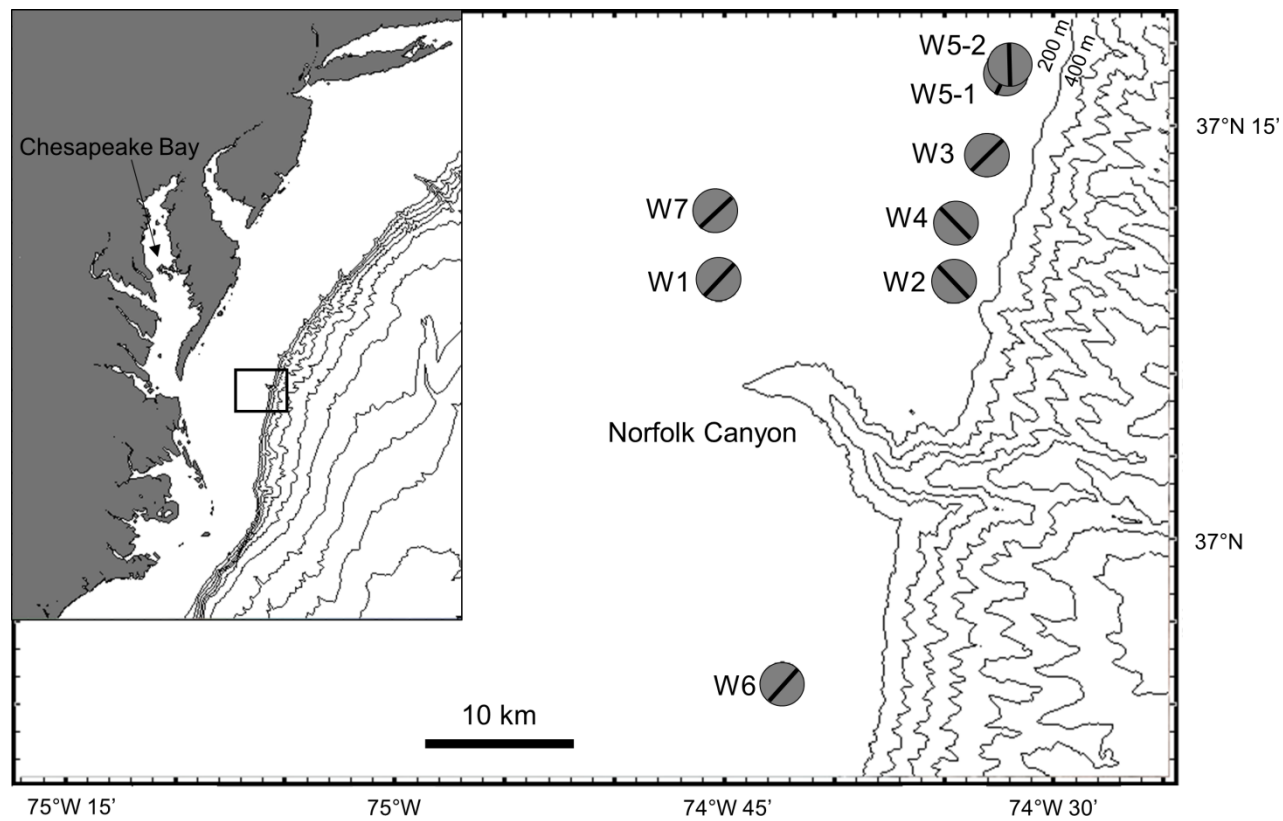 Chesapeake Bay
W5-2
200 m
400 m
W5-1
37°N 15’
W3
W7
W4
W1
W2
Norfolk Canyon
37°N
W6
10 km
75°W 15’
75°W
74°W 45’
74°W 30’